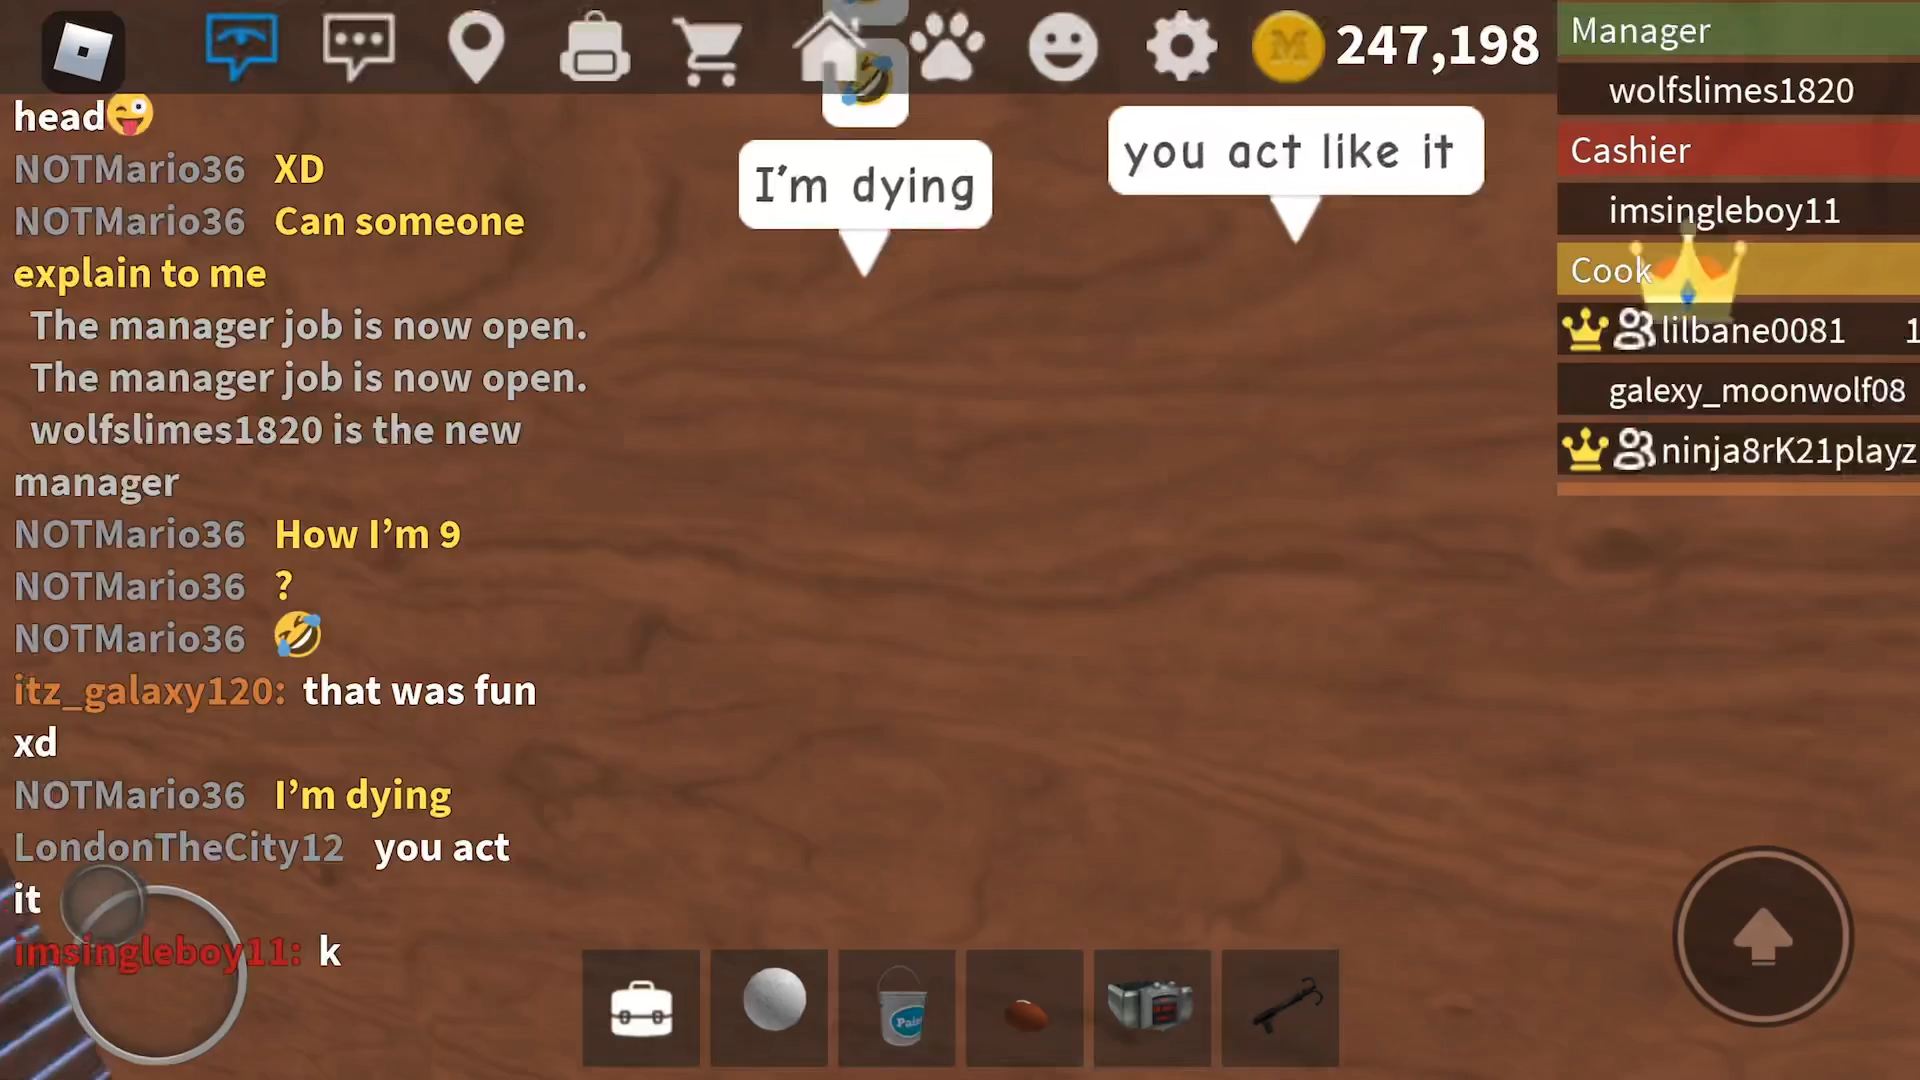 247,198
head😜
NOTMario36 XD
NOTMario36 Can someone
explain to me
The manager job is now open.
The manager job is now open.
wolfslimes1820 is the new
manager
NOTMario36 How I'm 9
NOTMario36 ?
NOTMario36 🤣
itz_galaxy120: that was fun
xd
NOTMario36 I'm dying
LondonTheCity12 you act
it
imsingleboy11: k
I'm dying
you act like it
Manager
wolfslimes1820
Cashier
imsingleboy11
Cook
lilbane0081 1
galexy_moonwolf08
ninja8rK21playz
Pain